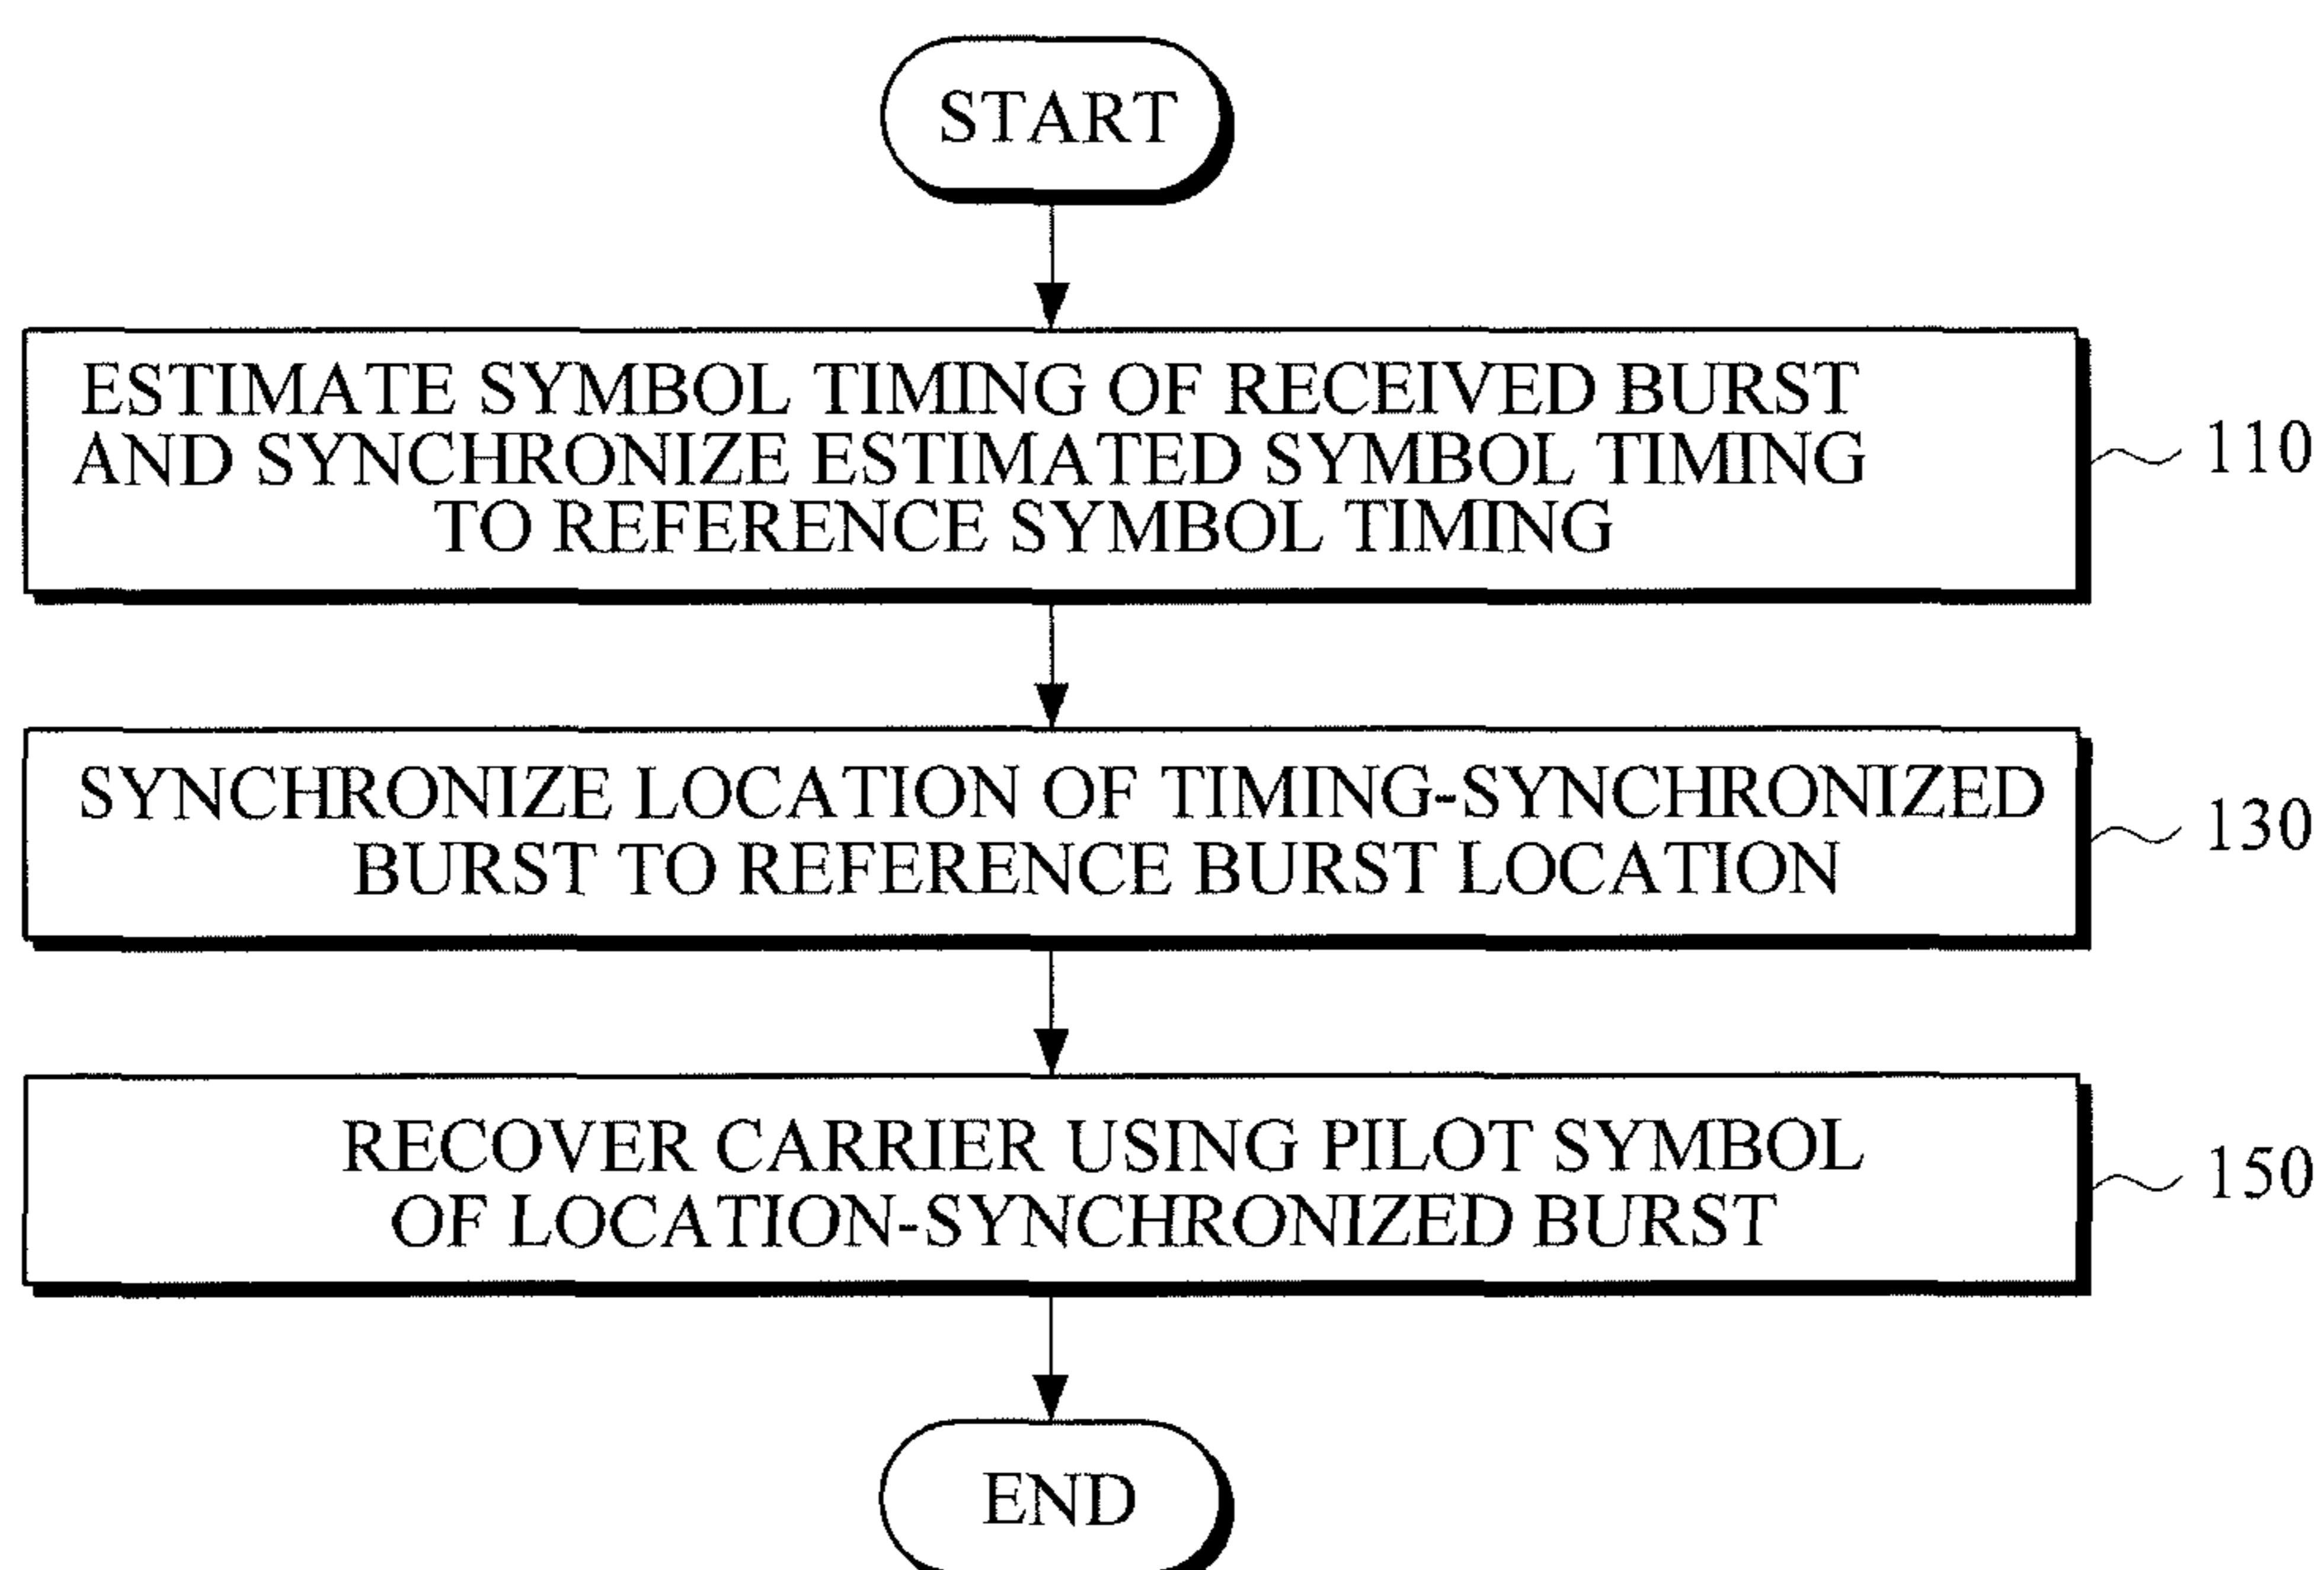 START
ESTIMATE SYMBOL TIMING OF RECEIVED BURST
AND SYNCHRONIZE ESTIMATED SYMBOL TIMING
TO REFERENCE SYMBOL TIMING
110
SYNCHRONIZE LOCATION OF TIMING-SYNCHRONIZED
BURST TO REFERENCE BURST LOCATION
130
RECOVER CARRIER USING PILOT SYMBOL
OF LOCATION-SYNCHRONIZED BURST
150
END